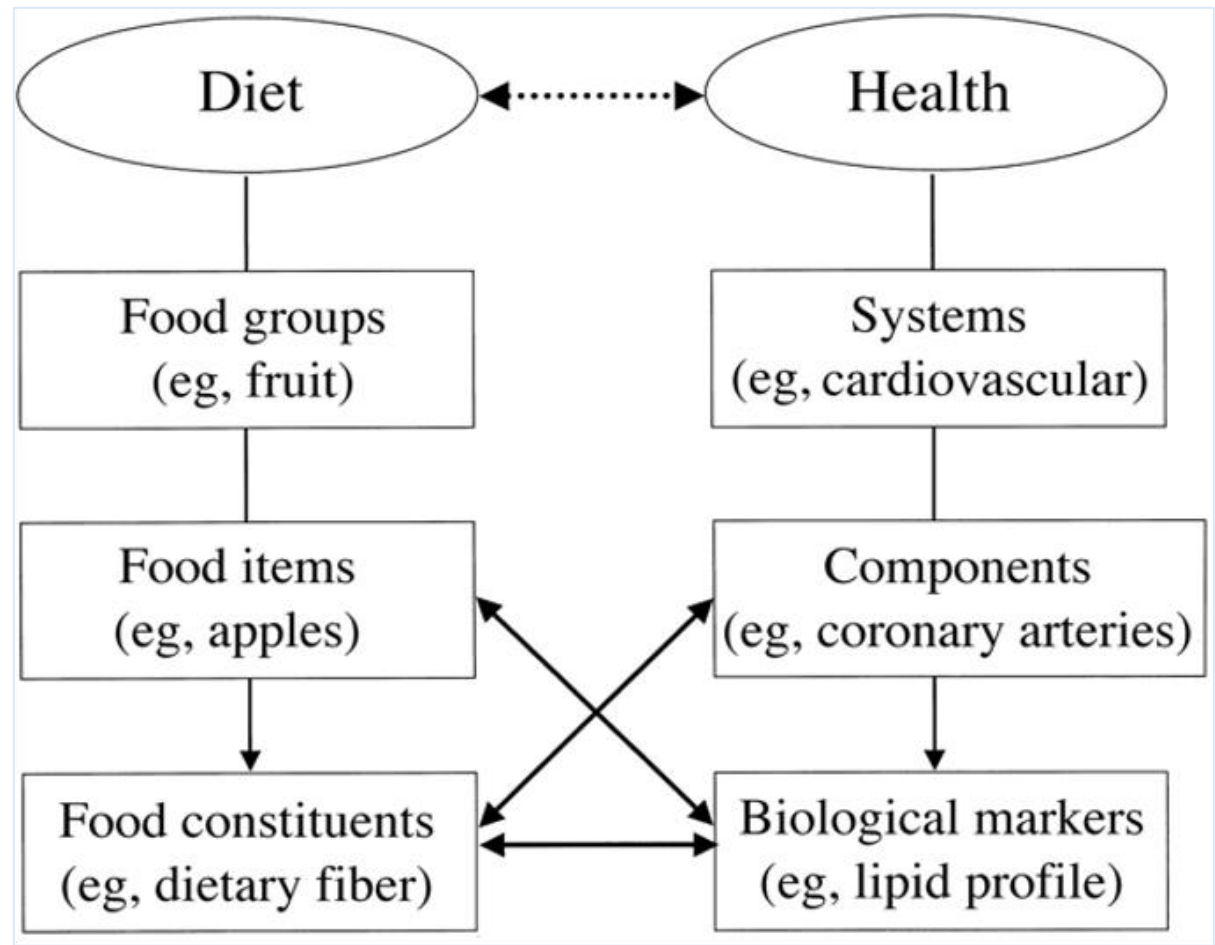 Diet
Health
Food groups
(eg, fruit)
Systems
(eg, cardiovascular)
Food items
(eg, apples)
Components
(eg, coronary arteries)
Food constituents
(eg, dietary fiber)
Biological markers
(eg, lipid profile)